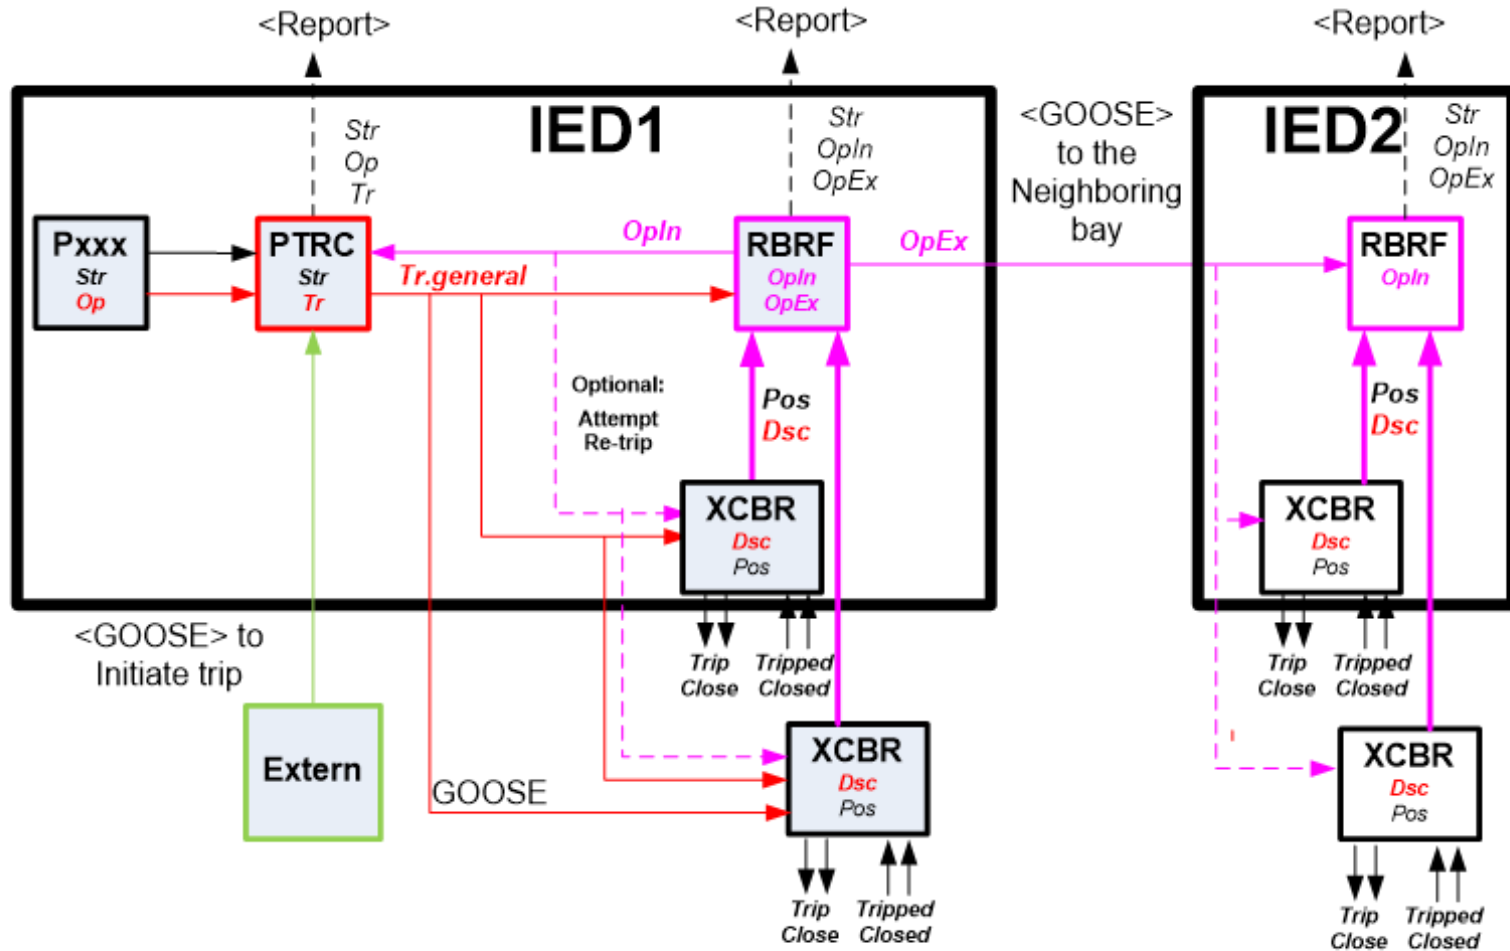 <Report>
<Report>
<Report>
IED1
IED2
<GOOSE>
to the
Neighboring
bay
Str
Op
Tr
Str
OpIn
OpEx
Str
OpIn
OpEx
Pxxx
Str
Op
PTRC
Str
Tr
OpIn
Tr.general
RBRF
OpIn
OpEx
OpEx
RBRF
OpIn
Optional:
Attempt
Re-trip
Pos
Dsc
Pos
Dsc
XCBR
Dsc
Pos
XCBR
Dsc
Pos
<GOOSE> to
Initiate trip
Trip
Close
Tripped
Closed
Trip
Close
Tripped
Closed
Extern
GOOSE
XCBR
Dsc
Pos
XCBR
Dsc
Pos
Trip
Close
Tripped
Closed
Trip
Close
Tripped
Closed